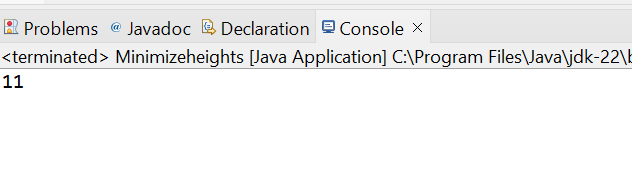 Problems @ Javadoc Declaration Console ×
<terminated> Minimizeheights [Java Application] C:\Program Files\Java\jdk-22\b
11